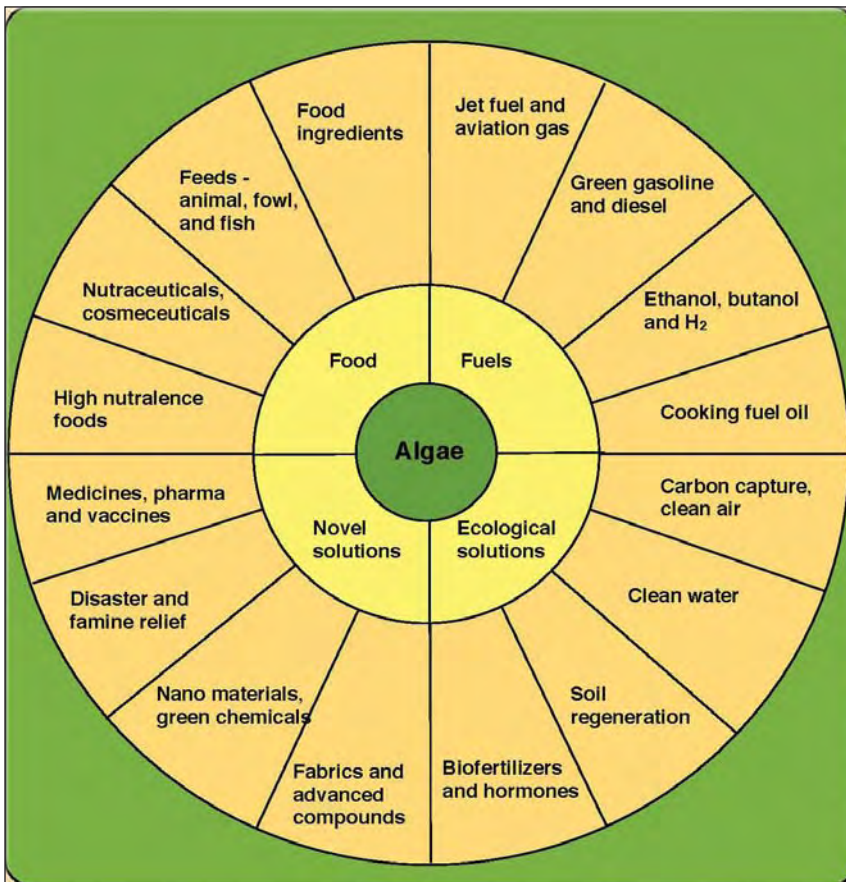 Food
ingredients
Jet fuel and
aviation gas
Feeds -
animal, fowl,
and fish
Green gasoline
and diesel
Nutraceuticals,
cosmeceuticals
Ethanol, butanol
and H₂
Food
Fuels
High nutralence
foods
Cooking fuel oil
Algae
Medicines, pharma
and vaccines
Carbon capture,
clean air
Novel
solutions
Ecological
solutions
Disaster and
famine relief
Clean water
Nano materials,
green chemicals
Soil
regeneration
Fabrics and
advanced
compounds
Biofertilizers
and hormones